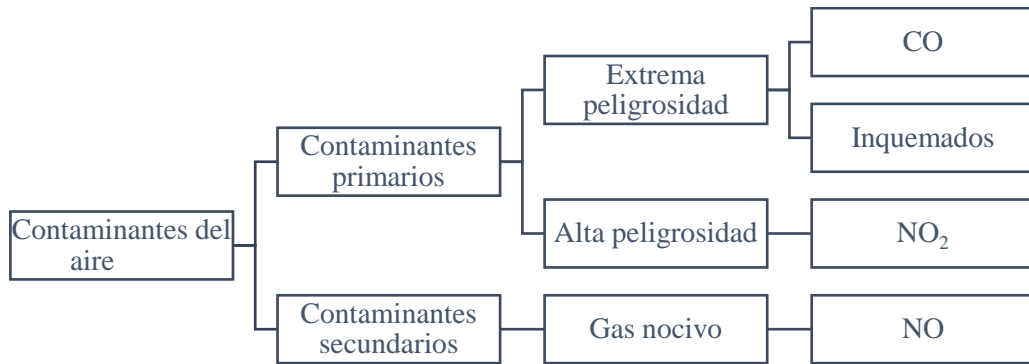 Contaminantes del
aire
Contaminantes
primarios
Extrema
peligrosidad
CO
Inquemados
Alta peligrosidad
NO₂
Contaminantes
secundarios
Gas nocivo
NO